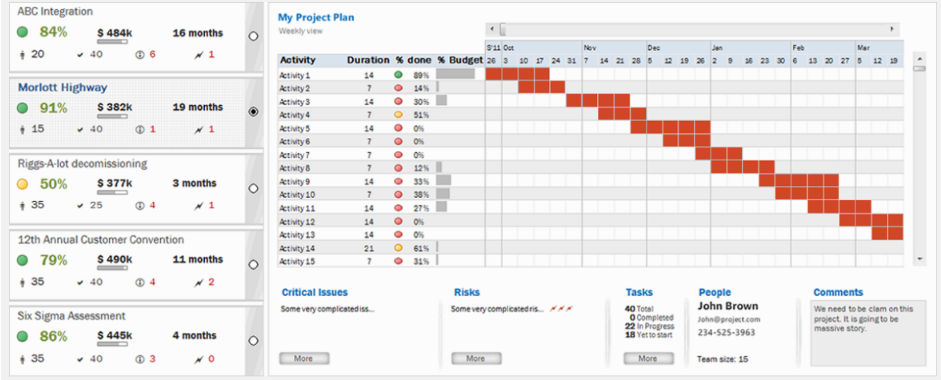 ABC Integration
84% $ 484k 16 months
20 40 6 1
Morlott Highway
91% $ 382k 19 months
15 40 1 1
Riggs-A-lot decomissioning
50% $ 377k 3 months
35 25 4 1
12th Annual Customer Convention
79% $ 490k 11 months
35 40 4 2
Six Sigma Assessment
86% $ 445k 4 months
35 40 3 0
My Project Plan
Weekly view
S'11 Oct Nov Dec Jan Feb Mar
Activity Duration % done % Budget 26 3 10 17 24 31 7 14 21 28 5 12 19 26 2 9 16 23 30 6 13 20 27 5 12 19
Activity 1 14 89%
Activity 2 7 14%
Activity 3 14 30%
Activity 4 7 51%
Activity 5 14 0%
Activity 6 7 0%
Activity 7 7 0%
Activity 8 7 12%
Activity 9 14 33%
Activity 10 7 38%
Activity 11 14 27%
Activity 12 14 0%
Activity 13 14 0%
Activity 14 21 61%
Activity 15 7 31%
Critical Issues
Some very complicated iss...
More
Risks
Some very complicated ris...
More
Tasks
40 Total
0 Completed
22 In Progress
18 Yet to start
More
People
John Brown
John@project.com
234-525-3963
Team size: 15
Comments
We need to be clam on this
project. It is going to be
massive story.